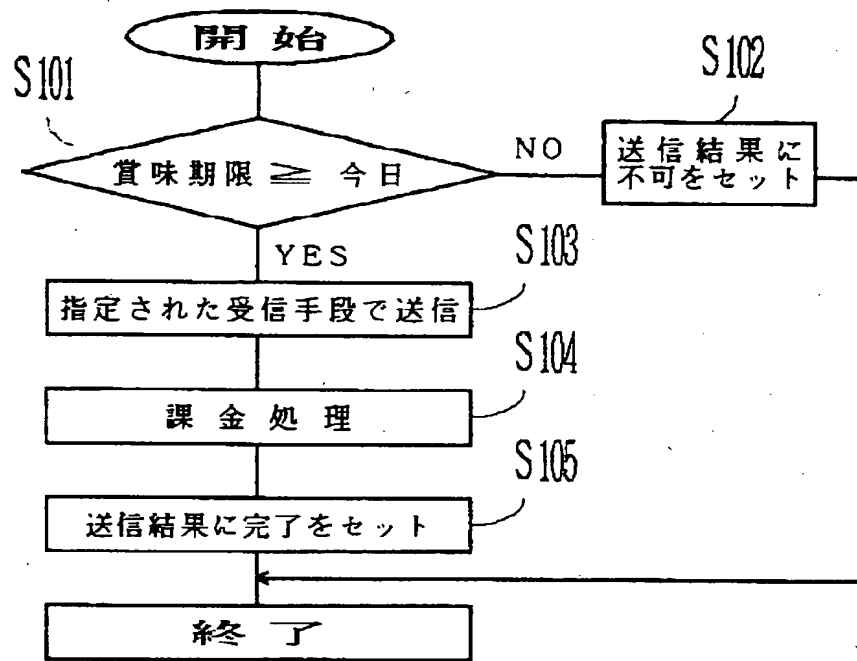 開始
S101
S102
賞味期限 ≧ 今日
NO
送信結果に
不可をセット
YES
S103
指定された受信手段で送信
S104
課金処理
S105
送信結果に完了をセット
終了